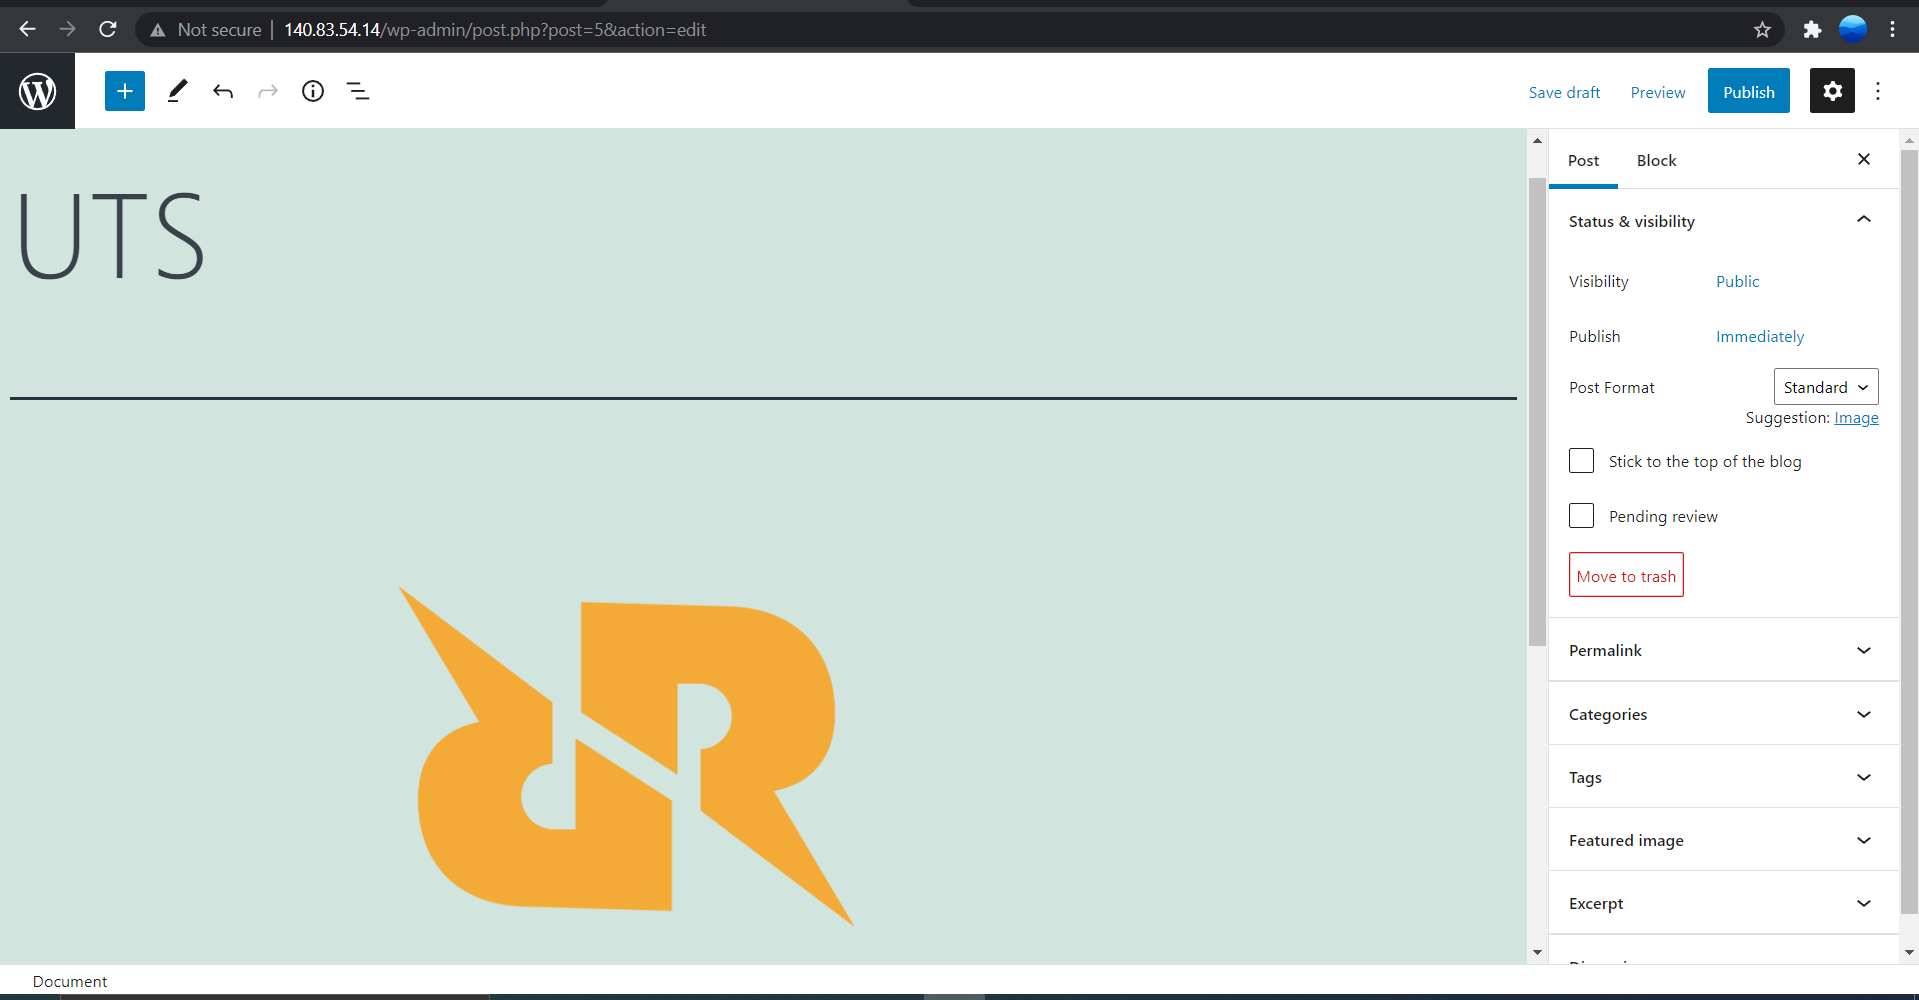 Not secure 140.83.54.14/wp-admin/post.php?post=5&action=edit
Save draft Preview Publish
UTS
Post Block
Status & visibility
Visibility Public
Publish Immediately
Post Format Standard
Suggestion: Image
Stick to the top of the blog
Pending review
Move to trash
Permalink
Categories
Tags
Featured image
Excerpt
Document